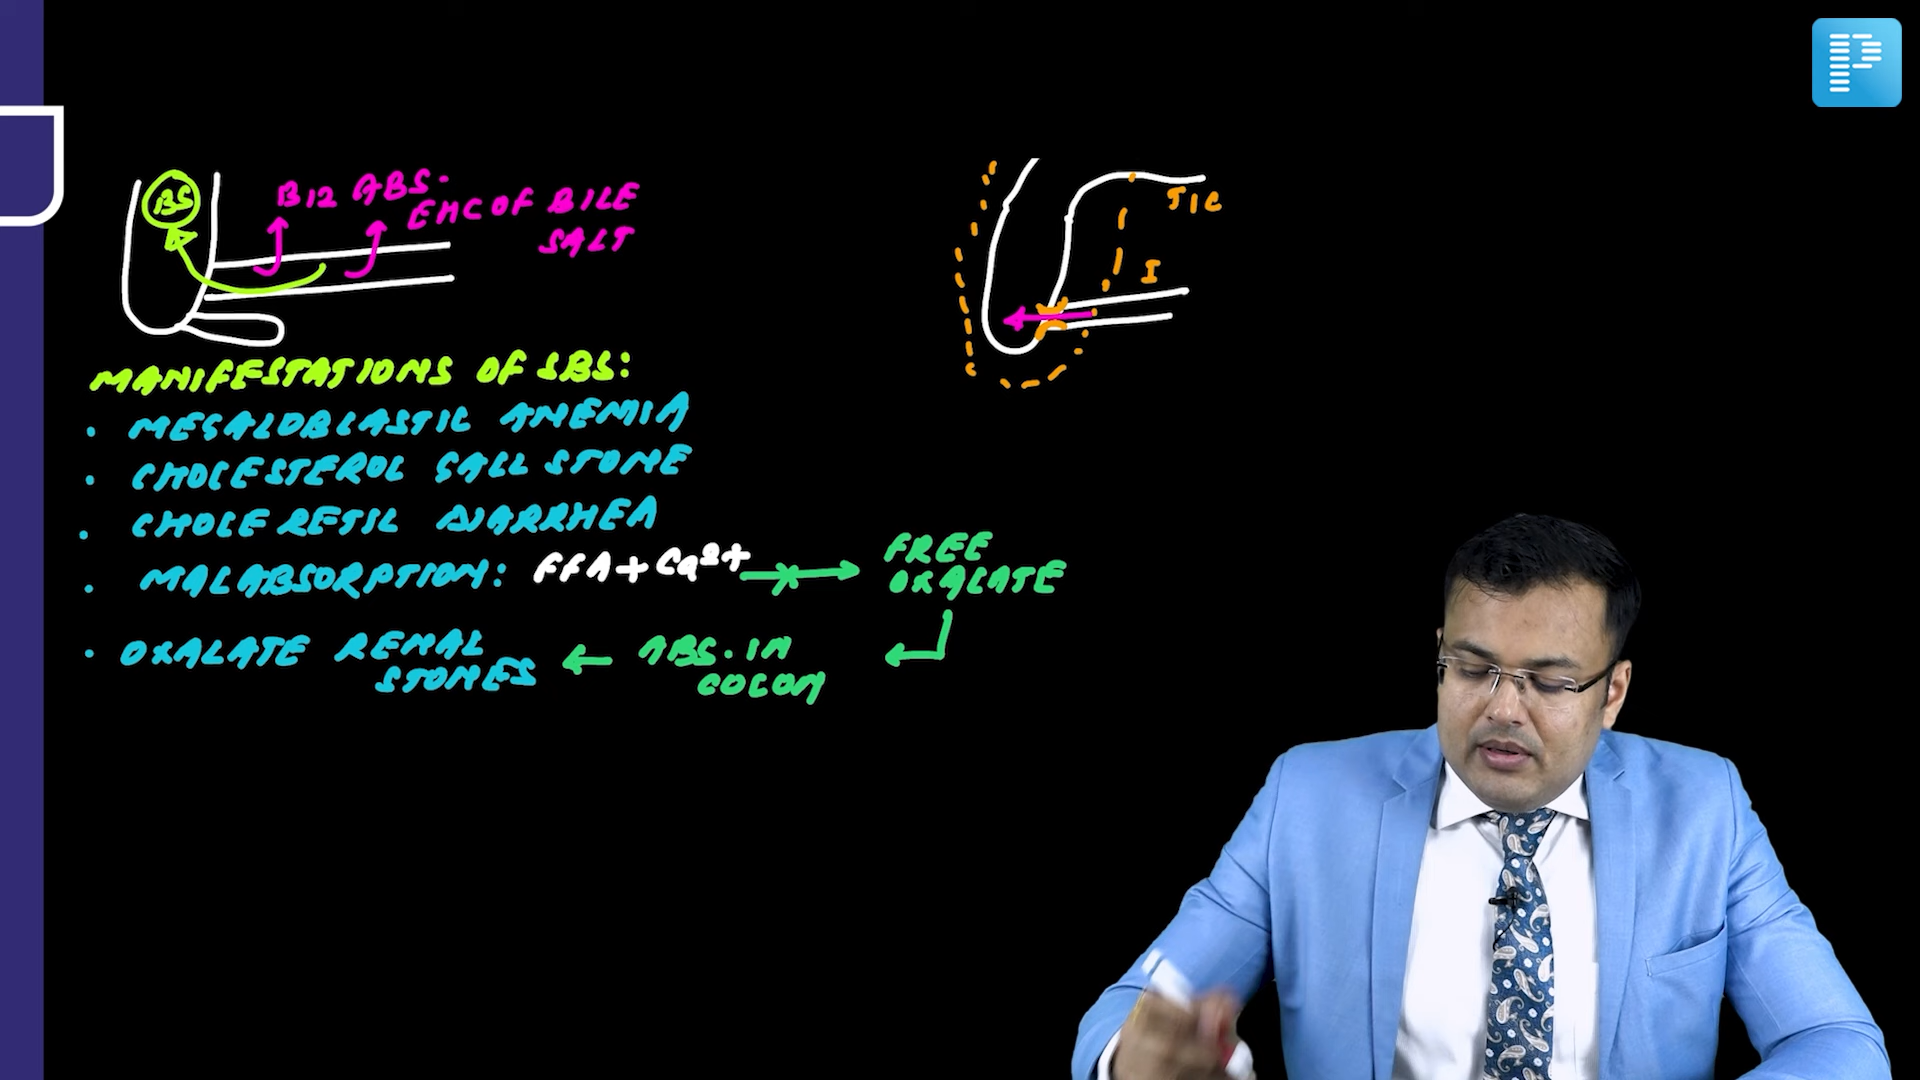 BS
B12 ABS.
EHC OF BILE
SALT
JIC
I
MANIFESTATIONS OF SBS:
• MEGALOBLASTIC ANEMIA
• CHOLESTEROL GALL STONE
• CHOLERETIC DIARRHEA
• MALABSORPTION: FFA + Ca2+ FREE
OXALATE
• OXALATE RENAL
STONES
ABS. IN
COLON
P